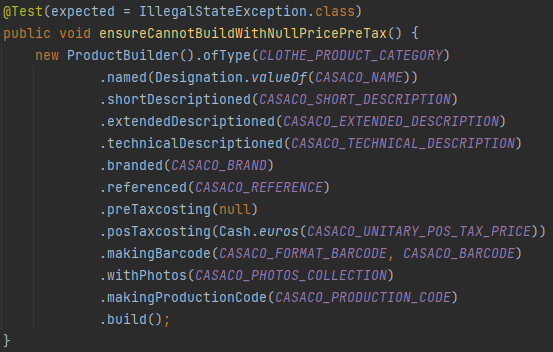 @Test(expected = IllegalStateException.class)
public void ensureCannotBuildWithNullPricePreTax() {
    new ProductBuilder().ofType(CLOTHE_PRODUCT_CATEGORY)
            .named(Designation.valueOf(CASACO_NAME))
            .shortDescriptioned(CASACO_SHORT_DESCRIPTION)
            .extendedDescriptioned(CASACO_EXTENDED_DESCRIPTION)
            .technicalDescriptioned(CASACO_TECHNICAL_DESCRIPTION)
            .branded(CASACO_BRAND)
            .referenced(CASACO_REFERENCE)
            .preTaxcosting(null)
            .posTaxcosting(Cash.euros(CASACO_UNITARY_POS_TAX_PRICE))
            .makingBarcode(CASACO_FORMAT_BARCODE, CASACO_BARCODE)
            .withPhotos(CASACO_PHOTOS_COLLECTION)
            .makingProductionCode(CASACO_PRODUCTION_CODE)
            .build();
}